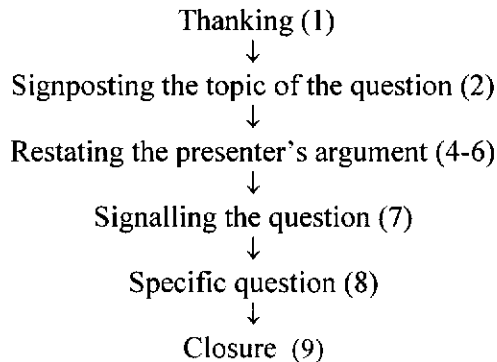 Thanking (1)
↓
Signposting the topic of the question (2)
↓
Restating the presenter's argument (4-6)
↓
Signalling the question (7)
↓
Specific question (8)
↓
Closure (9)